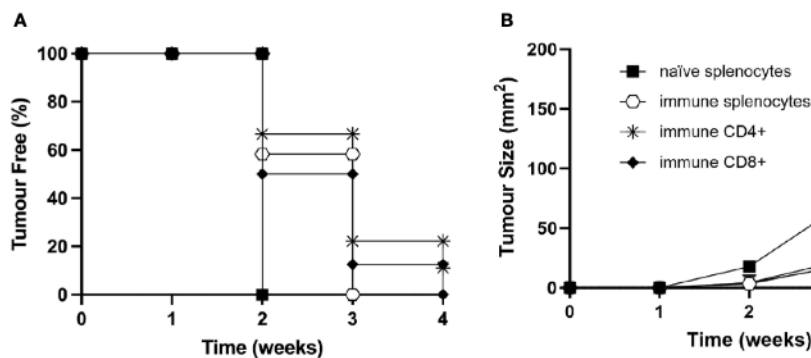 A
Tumour Free (%)
100
80
60
40
20
0
0 1 2 3 4
Time (weeks)
B
Tumour Size (mm²)
200
150
100
50
0
naïve splenocytes
immune splenocytes
immune CD4+
immune CD8+
0 1 2
Time (weeks)